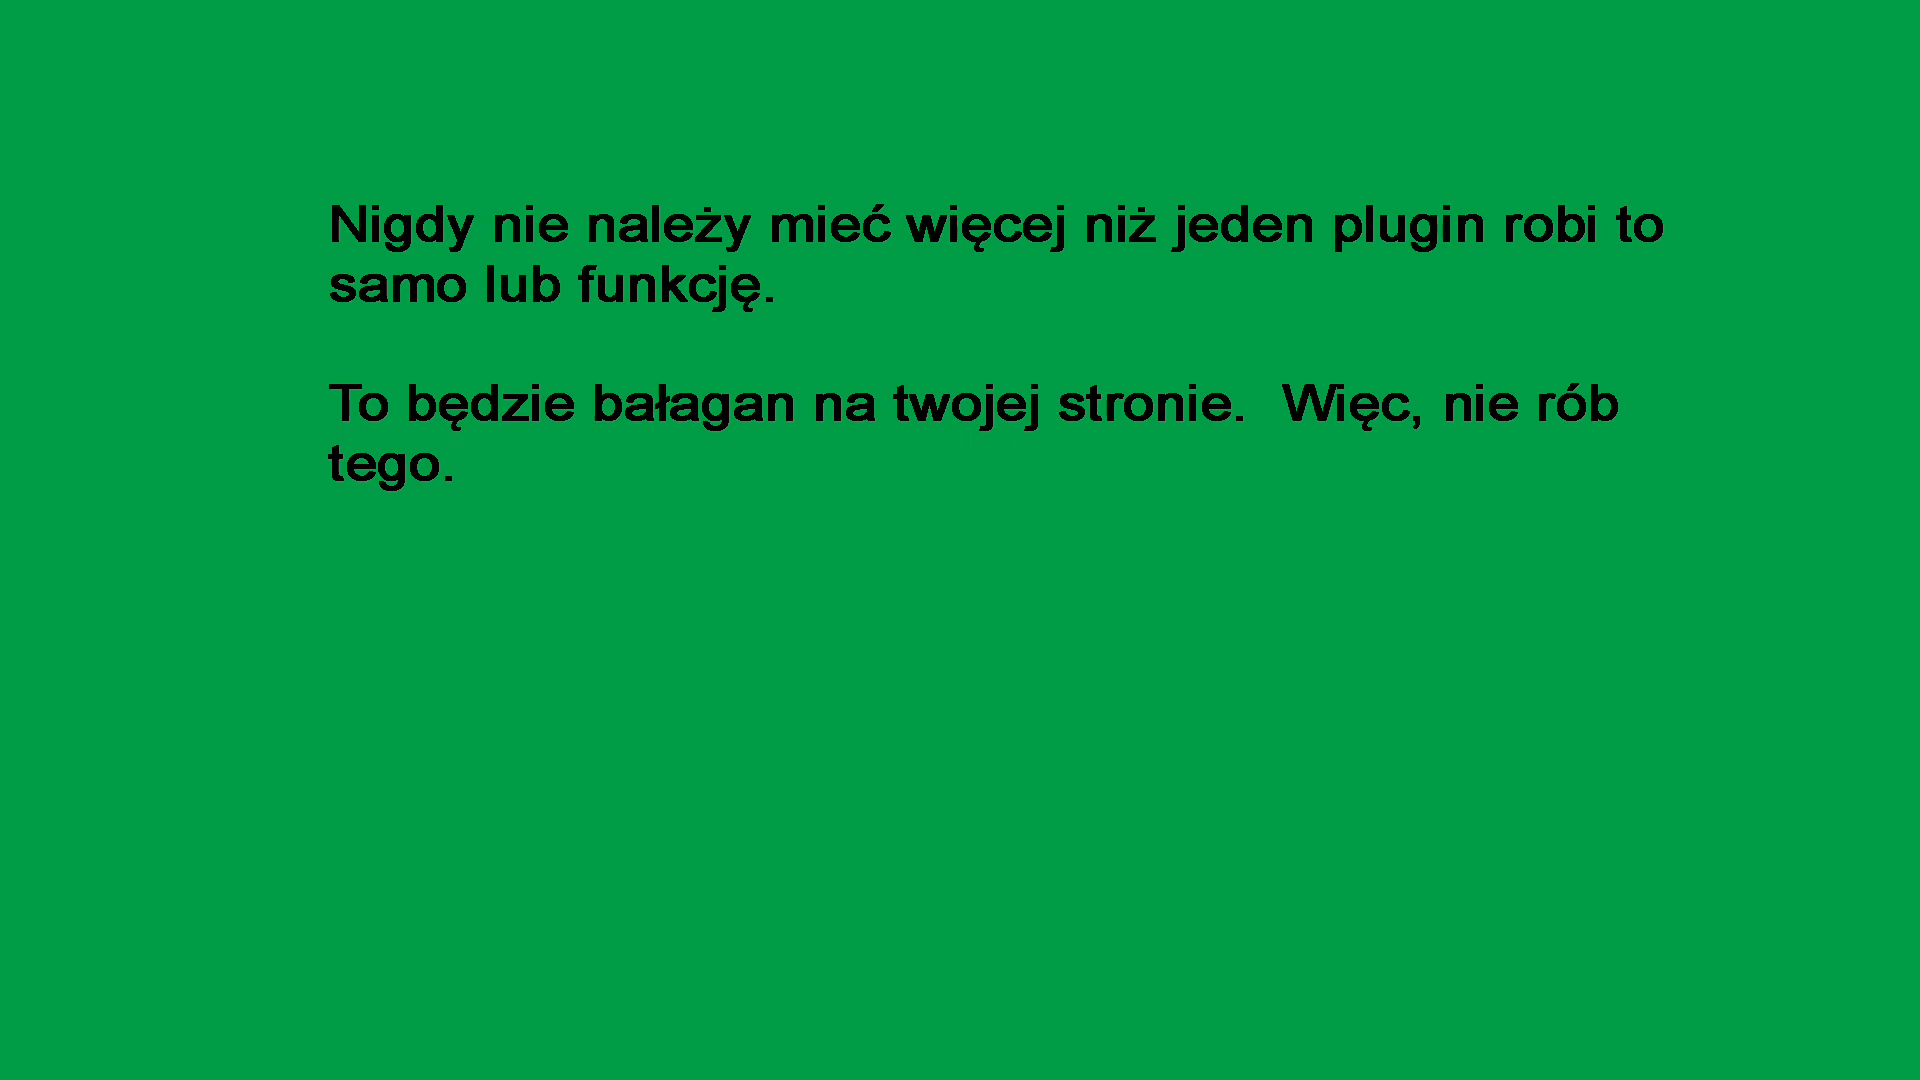 Nigdy nie należy mieć więcej niż jeden plugin robi to
samo lub funkcję.
To będzie bałagan na twojej stronie.  Więc, nie rób
tego.